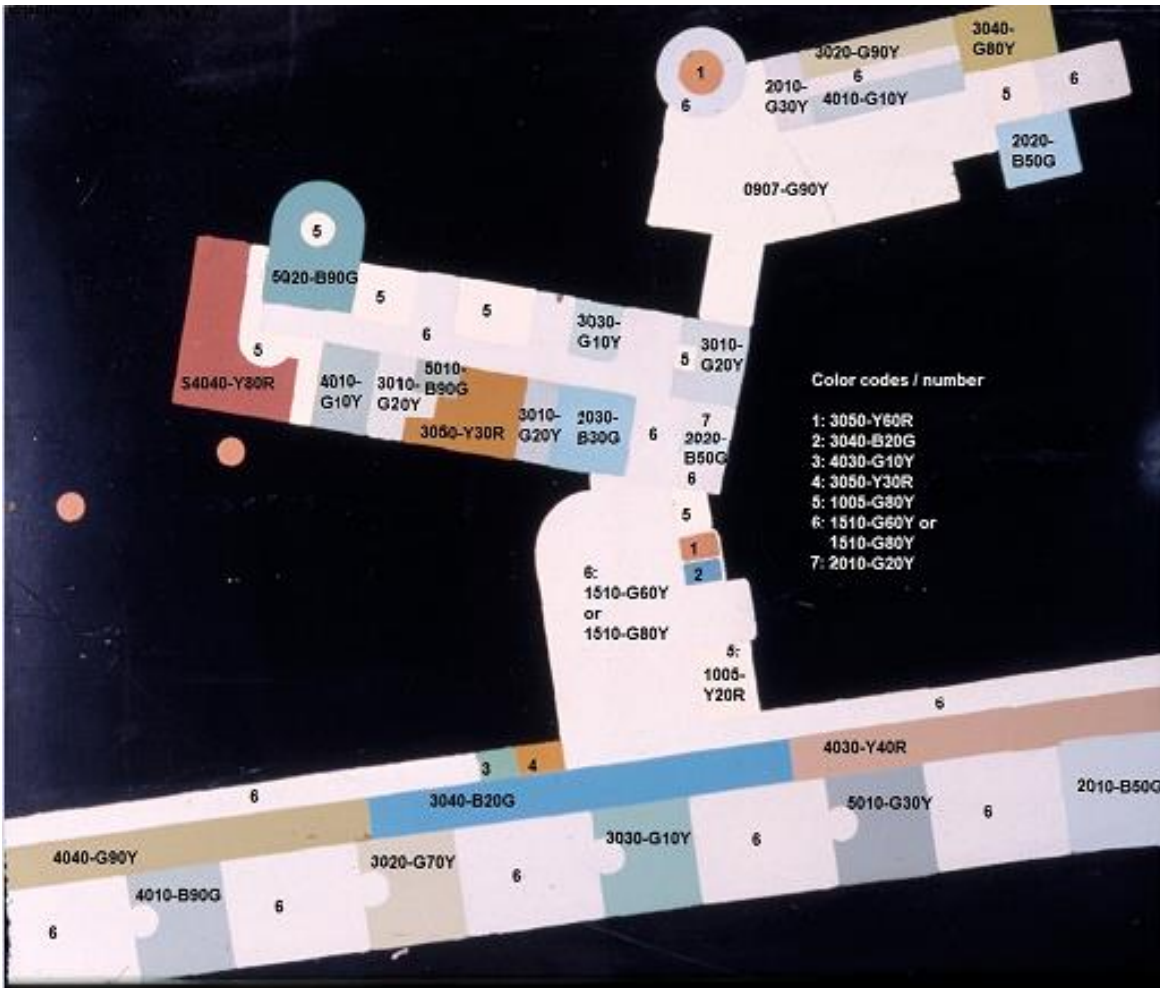 3040-
G80Y
3020-G90Y
1
6
6
2010-
G30Y
4010-G10Y
6
5
2020-
B50G
0907-G90Y
5
5020-B90G
5
5
6
3030-
G10Y
3010-
G20Y
5
5
S4040-Y80R
4010-
G10Y
3010-
G20Y
5010-
B90G
3050-Y30R
3010-
G20Y
2030-
B30G
6
7
2020-
B50G
6
Color codes / number
1: 3050-Y60R
2: 3040-B20G
3: 4030-G10Y
4: 3050-Y30R
5: 1005-G80Y
6: 1510-G60Y or
1510-G80Y
7: 2010-G20Y
5
1
2
6:
1510-G60Y
or
1510-G80Y
5:
1005-
Y20R
6
4030-Y40R
3
4
6
3040-B20G
2010-B50G
5010-G30Y
6
3030-G10Y
6
4040-G90Y
3020-G70Y
6
4010-B90G
6
6